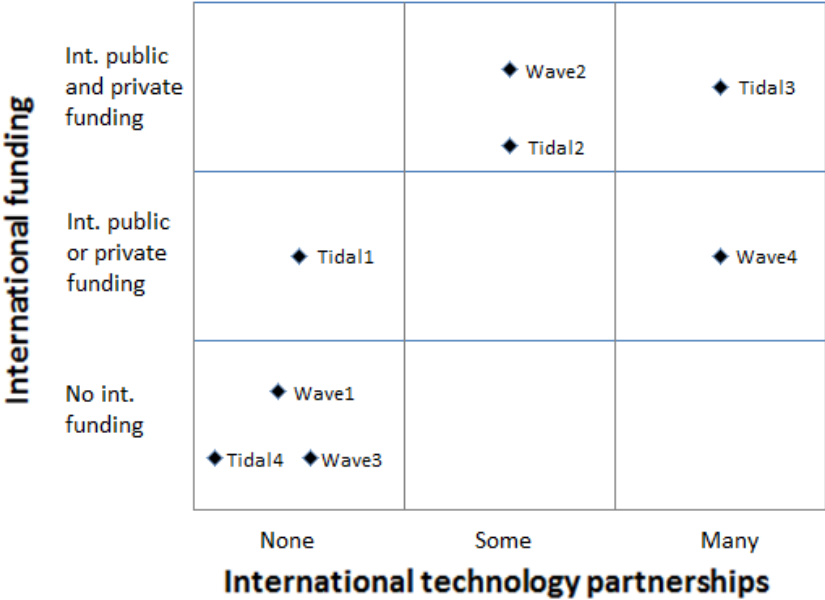 International funding
Int. public
and private
funding
Wave2
Tidal3
Tidal2
Int. public
or private
funding
Tidal1
Wave4
No int.
funding
Wave1
Tidal4
Wave3
None
Some
Many
International technology partnerships